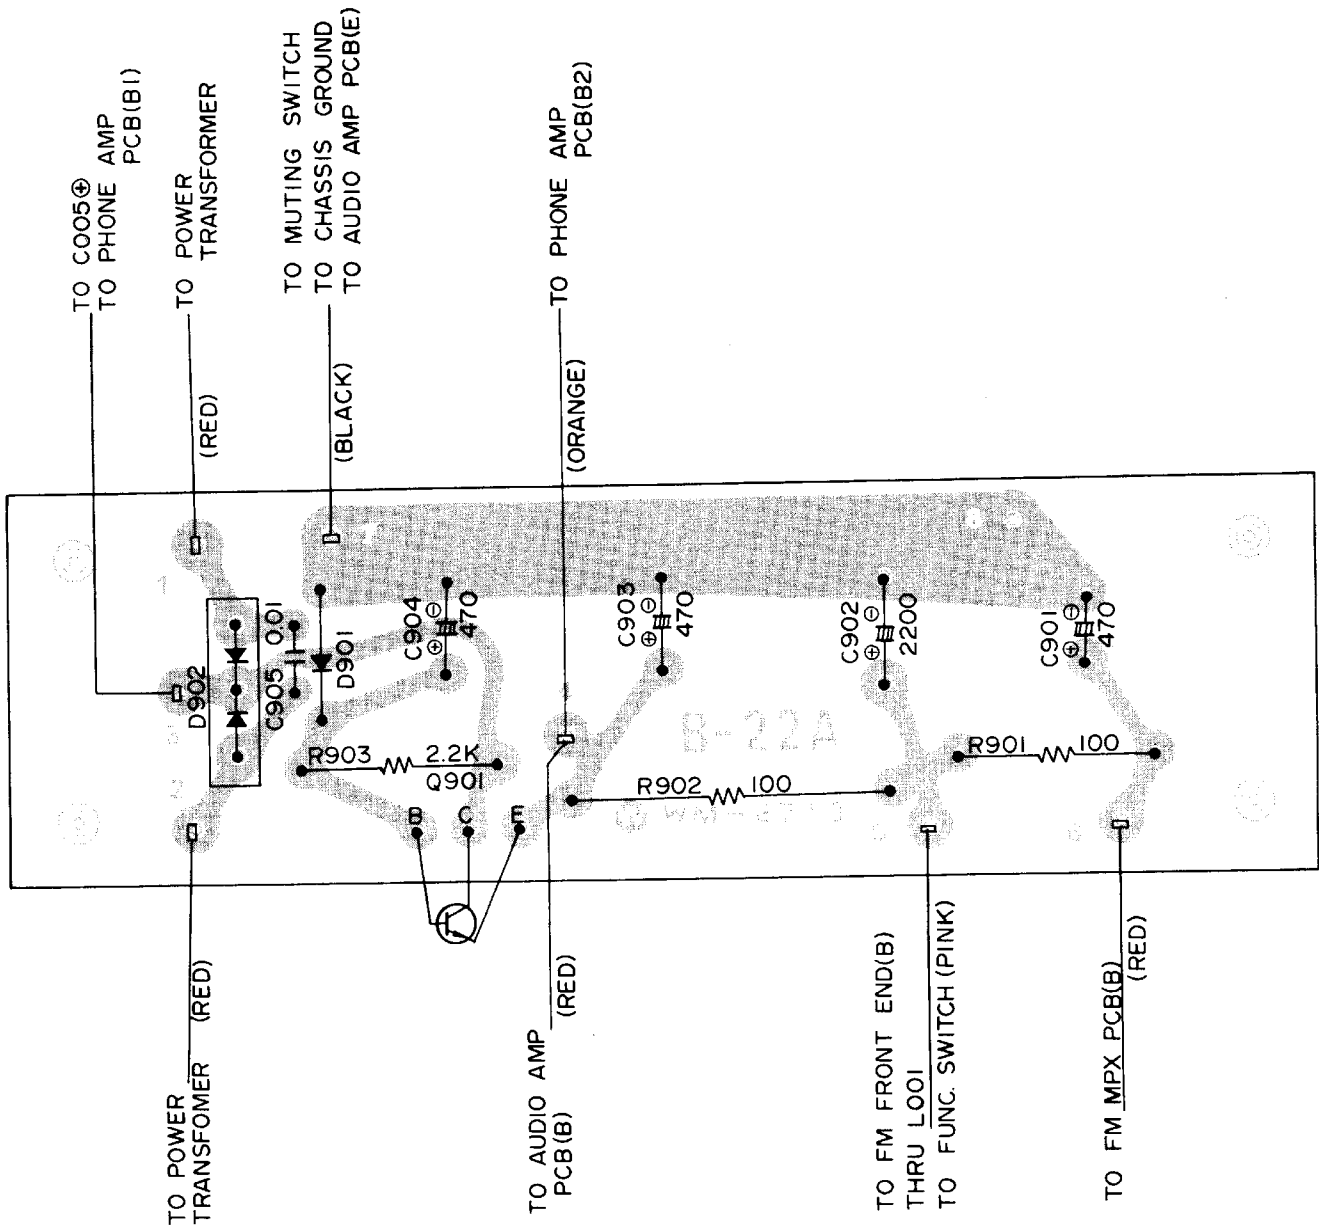 TO C005⊕
TO PHONE AMP
PCB(B1)
TO POWER
TRANSFORMER
TO MUTING SWITCH
TO CHASSIS GROUND
TO AUDIO AMP PCB(E)
TO PHONE AMP
PCB(B2)
(RED)
(BLACK)
(ORANGE)
1
D902
C905 0.01
D901
C904
⊕ ⊖
470
C903
⊕ ⊖
470
C902
⊕ ⊖
2200
C901
⊕ ⊖
470
R903 2.2K
Q901
B C E
B-22A
R902 100
R901 100
TO POWER
TRANSFOMER (RED)
TO AUDIO AMP
PCB(B)
(RED)
TO FM FRONT END(B)
THRU L001
TO FUNC. SWITCH (PINK)
TO FM MPX PCB(B)
(RED)